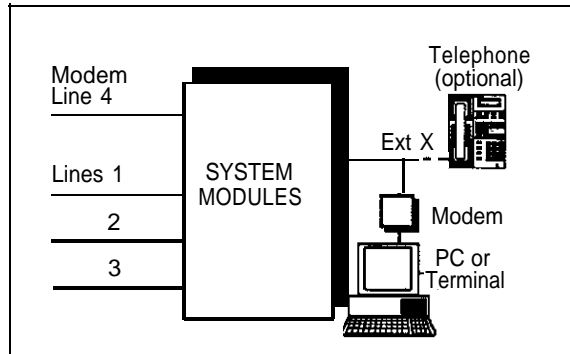 Modem
Line 4
Lines 1
2
3
SYSTEM
MODULES
Telephone
(optional)
Ext X
Modem
PC or
Terminal